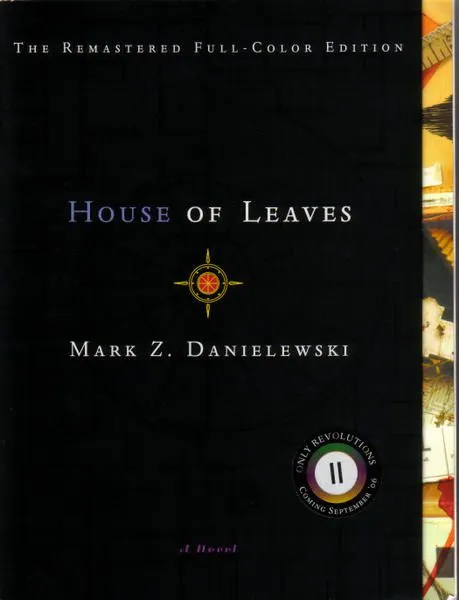 THE REMASTERED FULL-COLOR EDITION
HOUSE OF LEAVES
MARK Z. DANIELEWSKI
ONLY REVOLUTIONS
II
COMING SEPTEMBER '06
a Novel